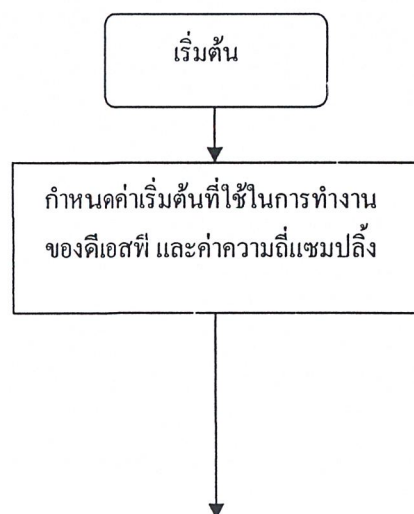 เริ่มต้น
กำหนดค่าเริ่มต้นที่ใช้ในการทำงาน
ของดีเอสพี และค่าความถี่แซมปลิ้ง